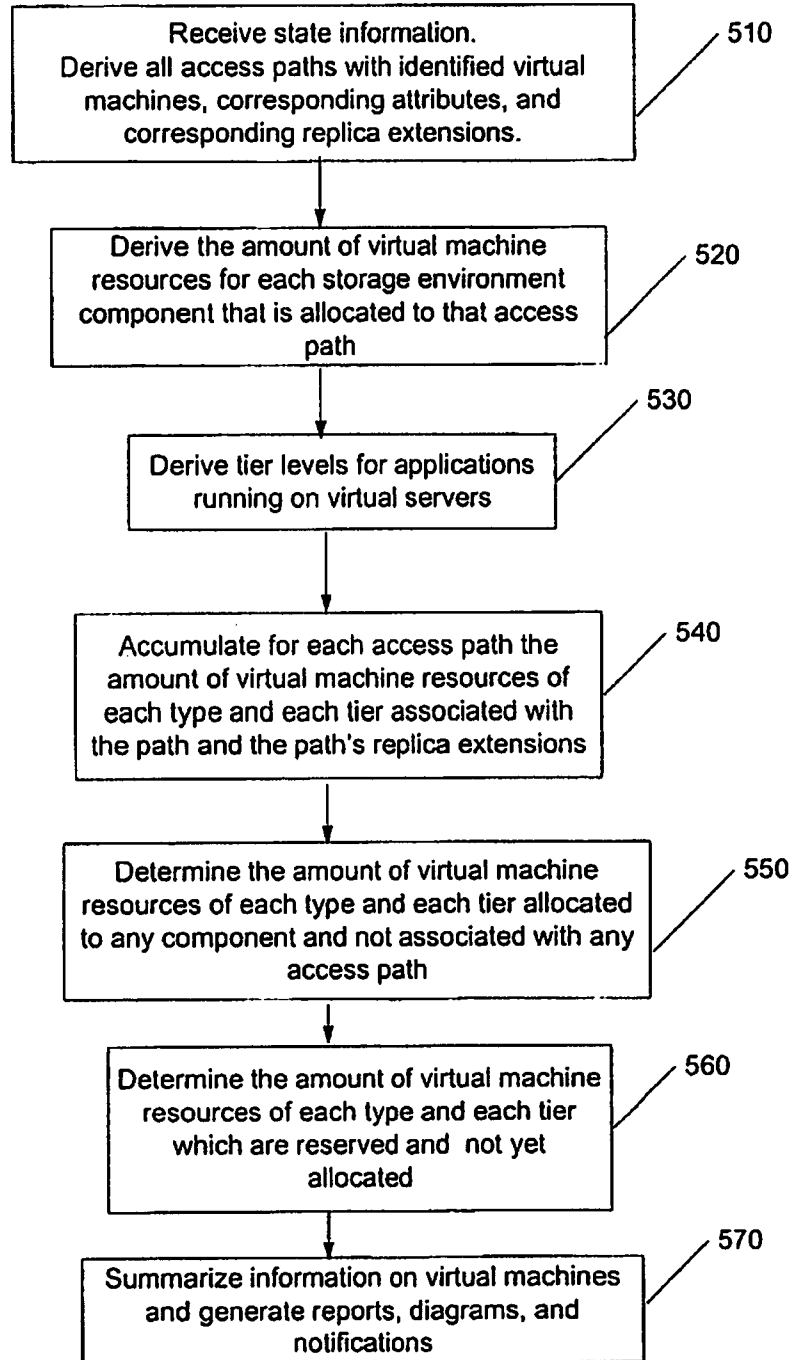 Receive state information.
Derive all access paths with identified virtual
machines, corresponding attributes, and
corresponding replica extensions.
510
Derive the amount of virtual machine
resources for each storage environment
component that is allocated to that access
path
520
Derive tier levels for applications
running on virtual servers
530
Accumulate for each access path the
amount of virtual machine resources of
each type and each tier associated with
the path and the path's replica extensions
540
Determine the amount of virtual machine
resources of each type and each tier allocated
to any component and not associated with any
access path
550
Determine the amount of virtual machine
resources of each type and each tier
which are reserved and not yet
allocated
560
Summarize information on virtual machines
and generate reports, diagrams, and
notifications
570